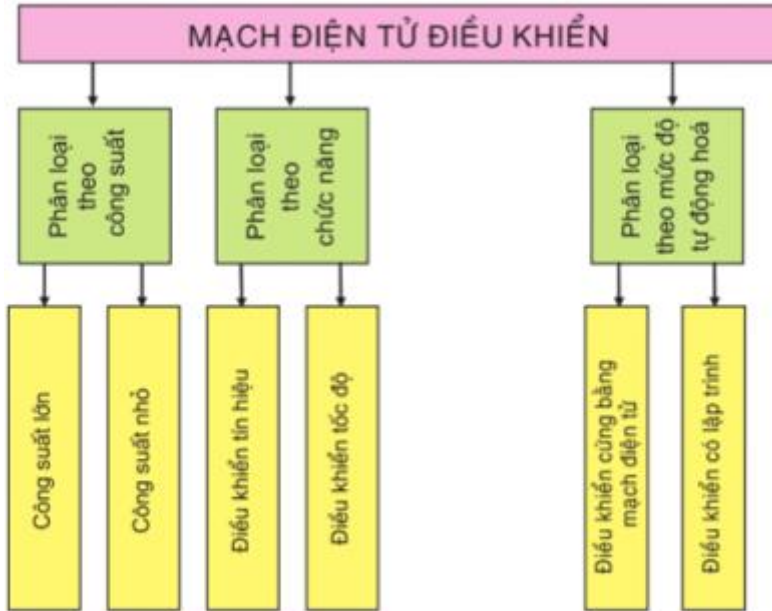 MẠCH ĐIỆN TỬ ĐIỀU KHIỂN
Phân loại
theo
công suất
Phân loại
theo
chức năng
Phân loại
theo mức độ
tự động hoá
Công suất lớn
Công suất nhỏ
Điều khiển tín hiệu
Điều khiển tốc độ
Điều khiển cứng bằng
mạch điện tử
Điều khiển có lập trình